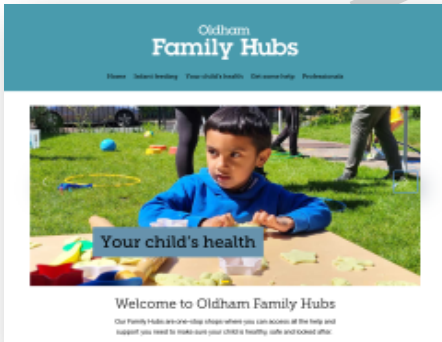 Oldham
Family Hubs
Home Infant feeding Your child's health Get some help Professionals
Your child's health
Welcome to Oldham Family Hubs
Our Family Hubs are one-stop shops where you can access all the help and
support you need to make sure your child is healthy, safe and looked after.